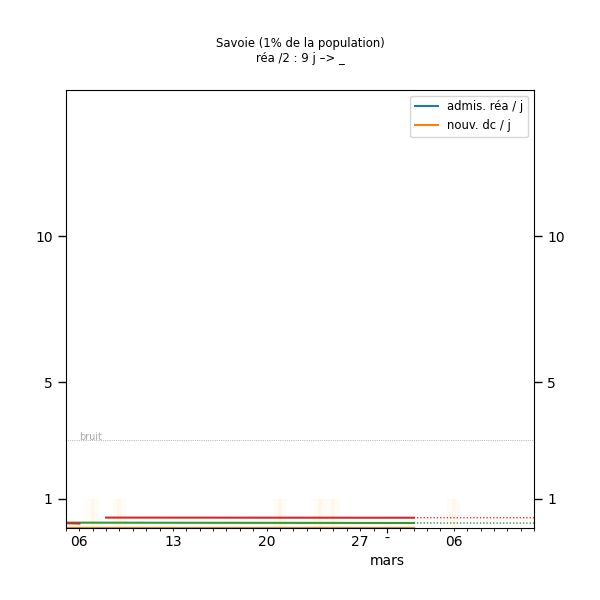 Savoie (1% de la population)
réa /2 : 9 j –> _
admis. réa / j
nouv. dc / j
10
10
5
5
bruit
1
1
06
13
20
27
-
06
mars